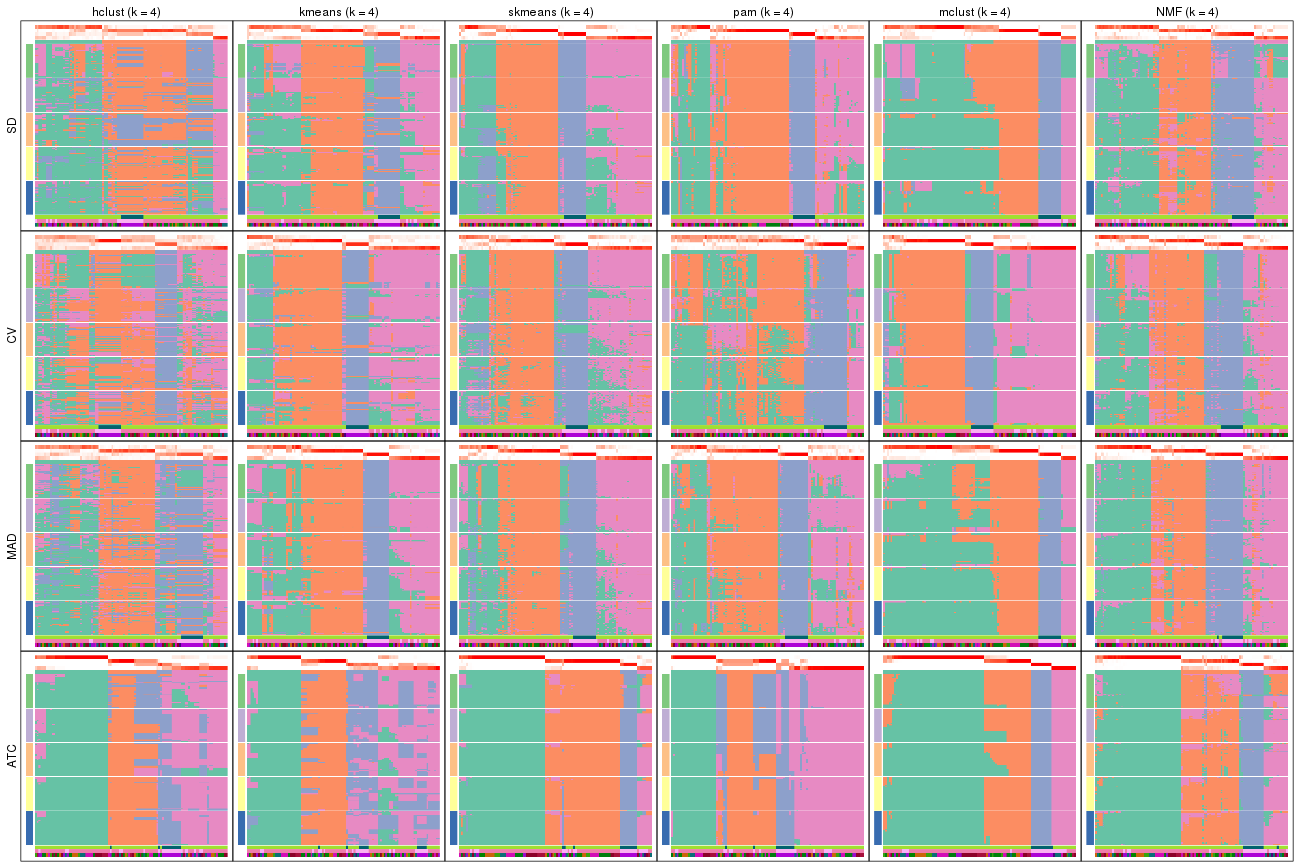 hclust (k = 4) kmeans (k = 4) skmeans (k = 4) pam (k = 4) mclust (k = 4) NMF (k = 4)
SD
CV
MAD
ATC